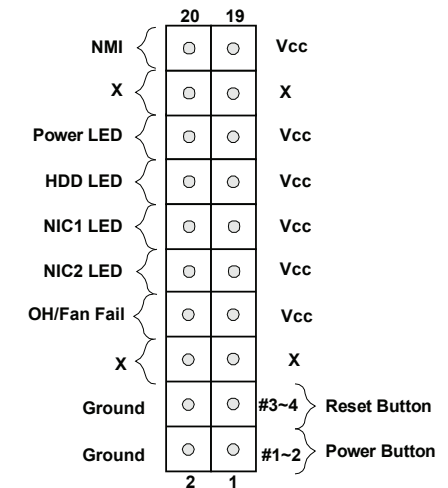 20 19
NMI Vcc
X X
Power LED Vcc
HDD LED Vcc
NIC1 LED Vcc
NIC2 LED Vcc
OH/Fan Fail Vcc
X X
Ground #3~4 Reset Button
Ground #1~2 Power Button
2 1